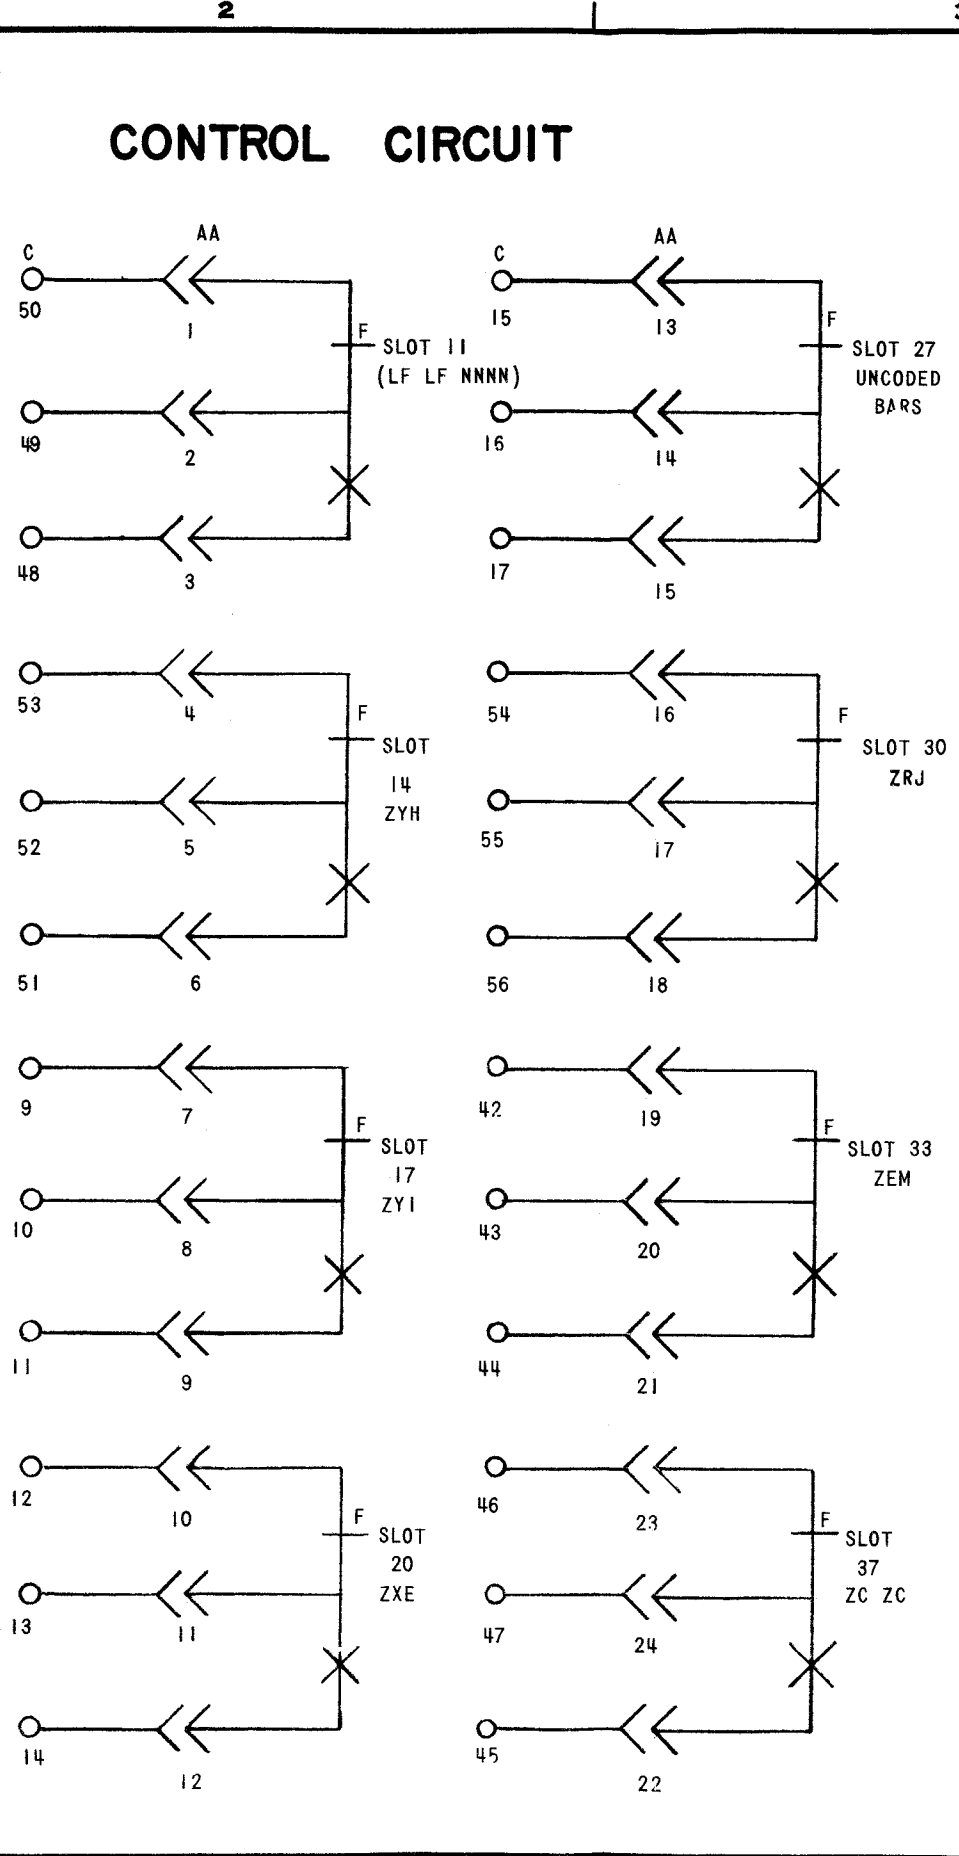 2
CONTROL CIRCUIT
AA
C
50
1
F
SLOT 11
(LF LF NNNN)
49
2
48
3
53
4
F
SLOT
14
ZYH
52
5
51
6
9
7
F
SLOT
17
ZYI
10
8
11
9
12
10
F
SLOT
20
ZXE
13
11
14
12
AA
C
15
13
F
SLOT 27
UNCODED
BARS
16
14
17
15
54
16
F
SLOT 30
ZRJ
55
17
56
18
42
19
F
SLOT 33
ZEM
43
20
44
21
46
23
F
SLOT
37
ZC ZC
47
24
45
22